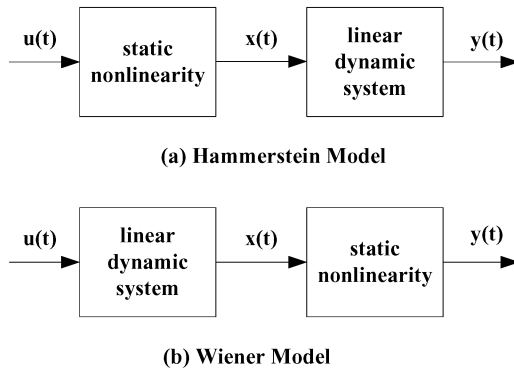 u(t)
static
nonlinearity
x(t)
linear
dynamic
system
y(t)
(a) Hammerstein Model
u(t)
linear
dynamic
system
x(t)
static
nonlinearity
y(t)
(b) Wiener Model